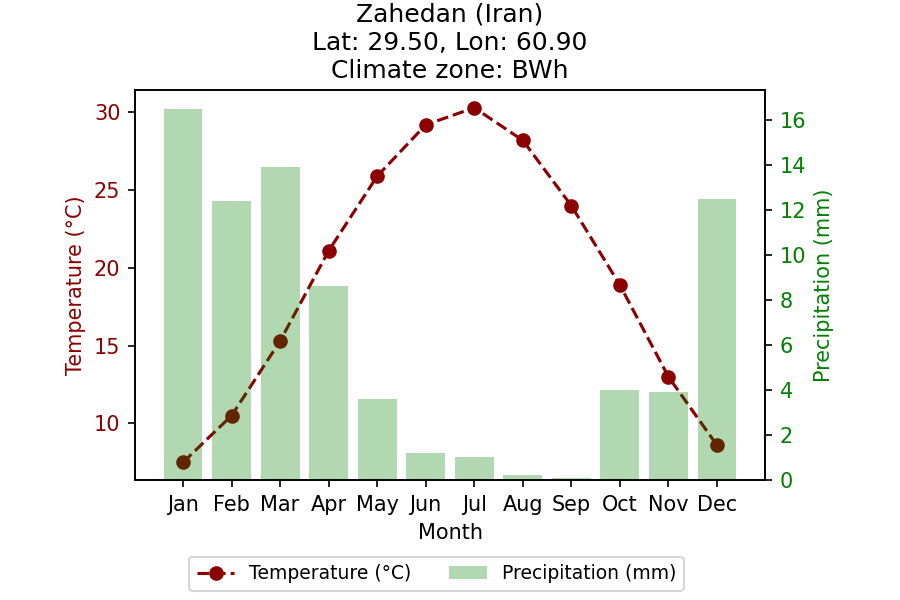 Zahedan (Iran)
Lat: 29.50, Lon: 60.90
Climate zone: BWh
30
25
20
15
10
Temperature (°C)
16
14
12
10
8
6
4
2
0
Precipitation (mm)
Jan Feb Mar Apr May Jun Jul Aug Sep Oct Nov Dec
Month
Temperature (°C) Precipitation (mm)